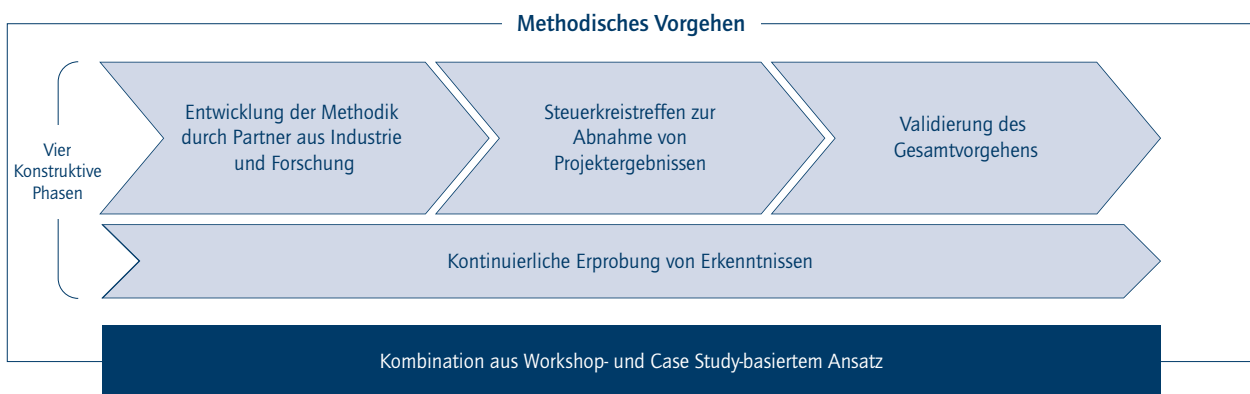 Methodisches Vorgehen
Vier
Konstruktive
Phasen
Entwicklung der Methodik
durch Partner aus Industrie
und Forschung
Steuerkreistreffen zur
Abnahme von
Projektergebnissen
Validierung des
Gesamtvorgehens
Kontinuierliche Erprobung von Erkenntnissen
Kombination aus Workshop- und Case Study-basiertem Ansatz